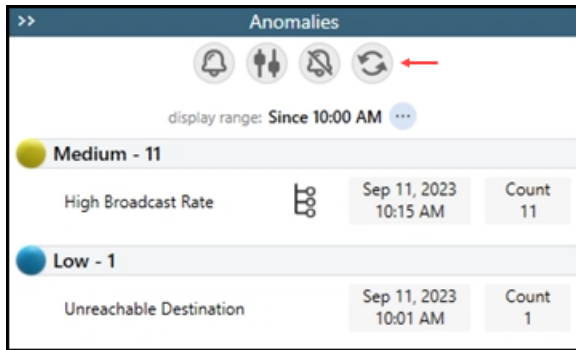 >> Anomalies
display range: Since 10:00 AM ...
Medium - 11
High Broadcast Rate Sep 11, 2023 10:15 AM Count 11
Low - 1
Unreachable Destination Sep 11, 2023 10:01 AM Count 1